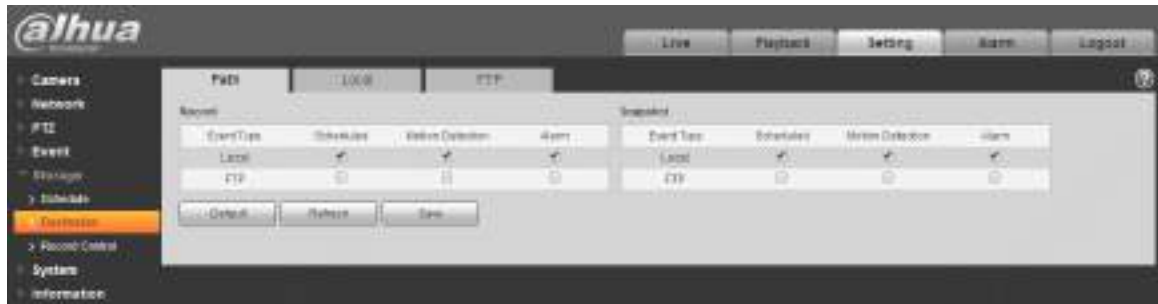 alhua
Live Playback Setting Alarm Logout
Camera
Network
PTZ
Event
Storage
Schedule
Destination
Record Control
System
Information
Path Local FTP
Record
Event Type Scheduled Motion Detection Alarm
Local
FTP
Snapshot
Event Type Scheduled Motion Detection Alarm
Local
FTP
Default Refresh Save